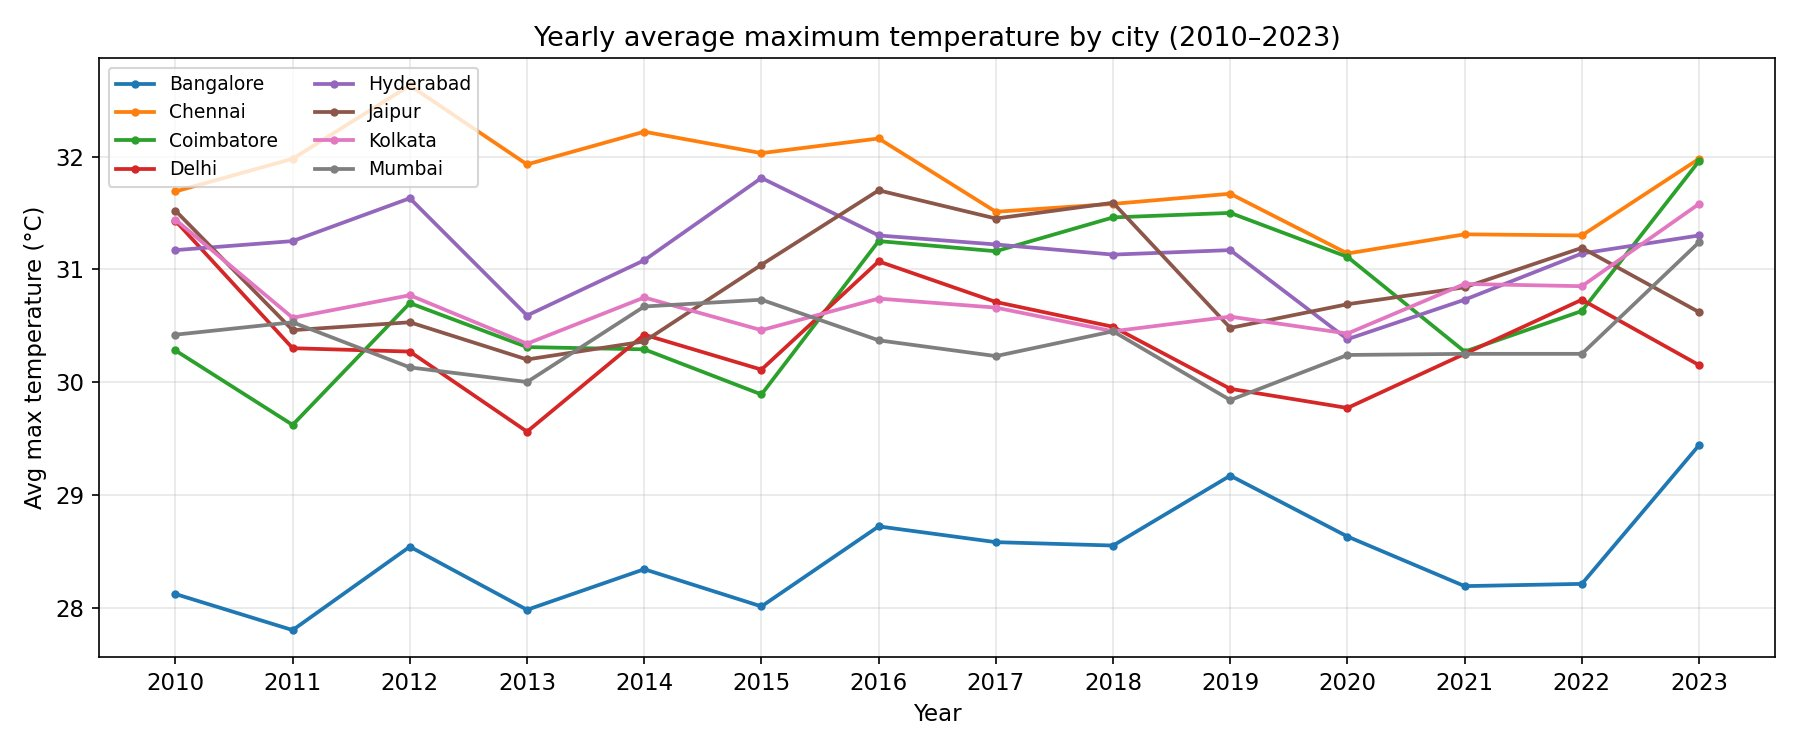 Yearly average maximum temperature by city (2010–2023)
Bangalore
Chennai
Coimbatore
Delhi
Hyderabad
Jaipur
Kolkata
Mumbai
Avg max temperature (°C)
32
31
30
29
28
2010 2011 2012 2013 2014 2015 2016 2017 2018 2019 2020 2021 2022 2023
Year